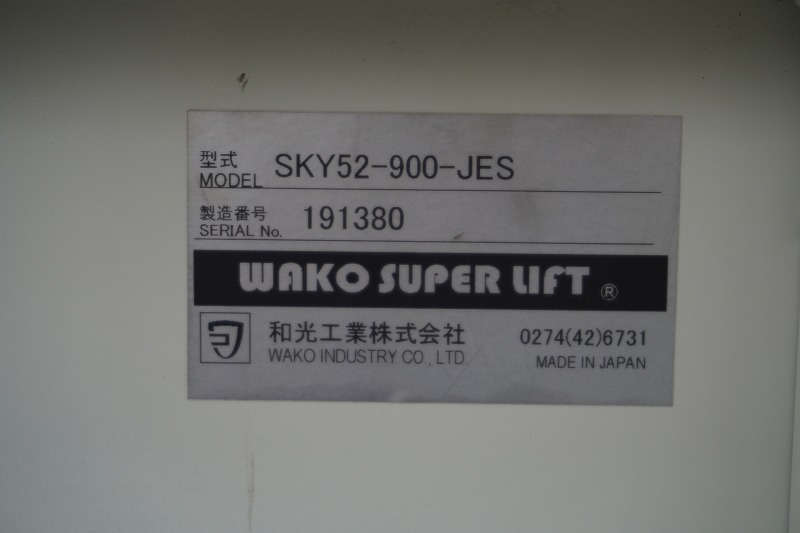 型式 SKY52-900-JES
MODEL
製造番号 191380
SERIAL No.
WAKO SUPER LIFT ®
和光工業株式会社 0274(42)6731
WAKO INDUSTRY CO., LTD. MADE IN JAPAN